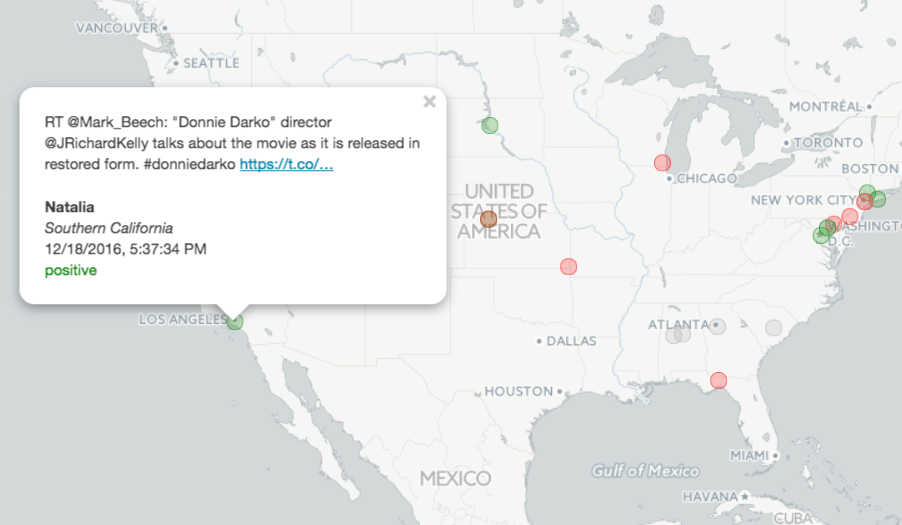 VANCOUVER
SEATTLE
×
RT @Mark_Beech: "Donnie Darko" director
@JRichardKelly talks about the movie as it is released in
restored form. #donniedarko https://t.co/…
Natalia
Southern California
12/18/2016, 5:37:34 PM
positive
MONTRÉAL
TORONTO
BOSTON
CHICAGO
NEW YORK CITY
UNITED
STATES OF
AMERICA
WASHINGTON
D.C.
LOS ANGELES
ATLANTA
DALLAS
HOUSTON
MIAMI
MEXICO
Gulf of Mexico
HAVANA
CUBA